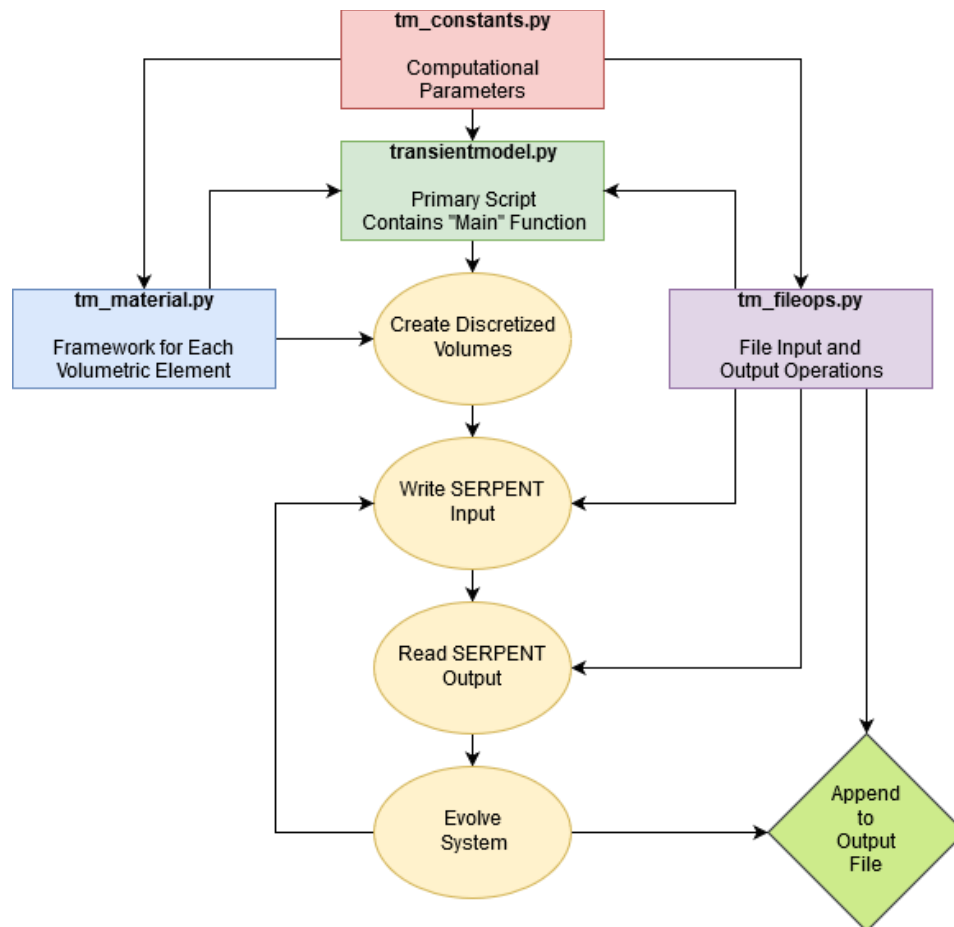 tm_constants.py
Computational
Parameters
transientmodel.py
Primary Script
Contains "Main" Function
tm_material.py
Framework for Each
Volumetric Element
Create Discretized
Volumes
tm_fileops.py
File Input and
Output Operations
Write SERPENT
Input
Read SERPENT
Output
Evolve
System
Append
to
Output
File